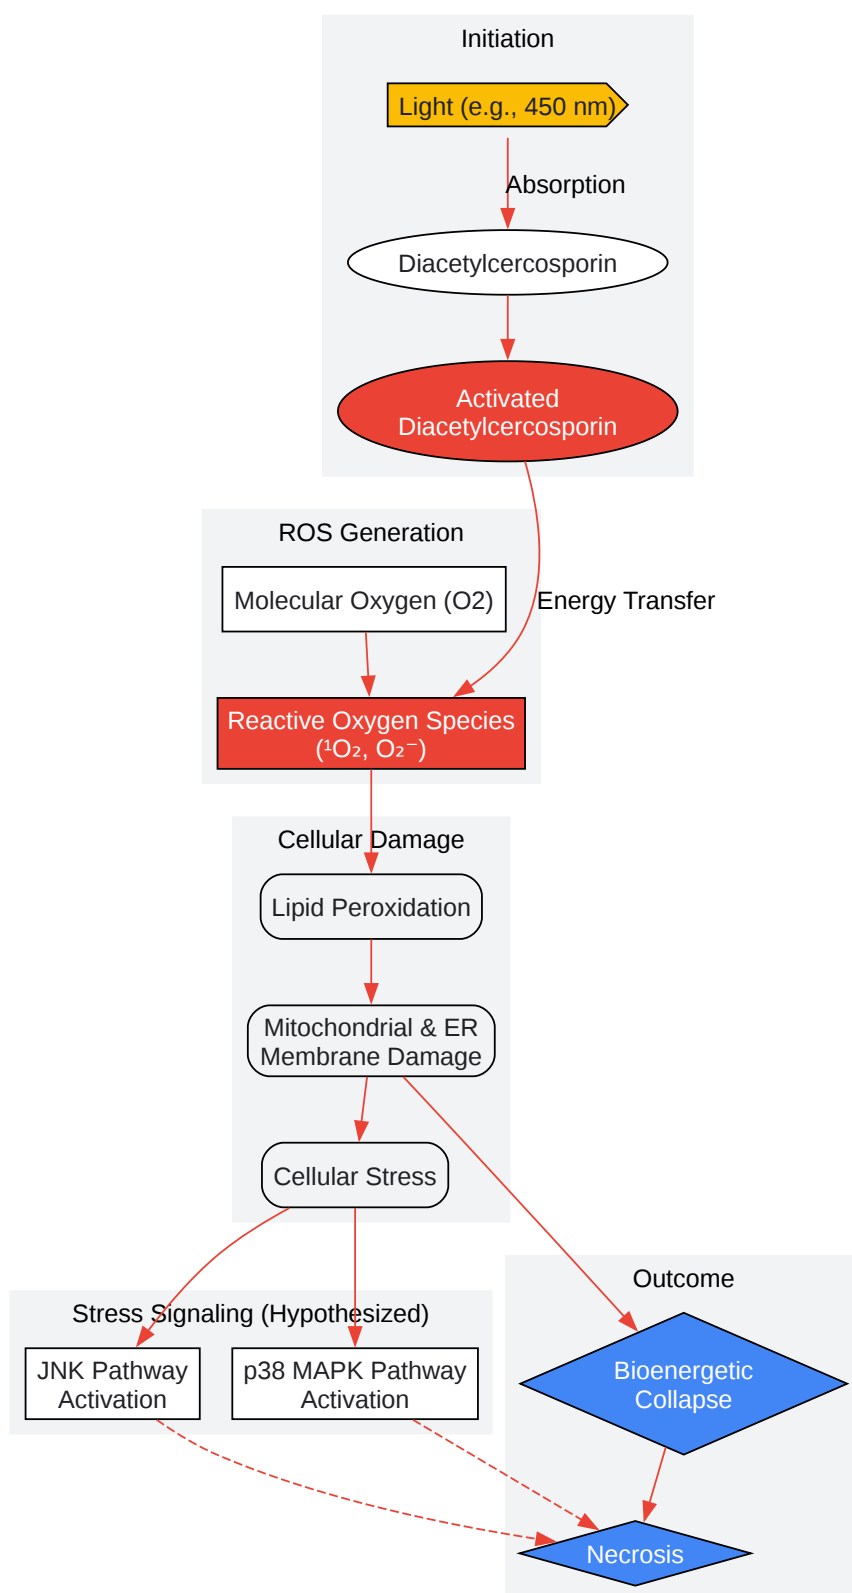 Initiation
Light (e.g., 450 nm)
Absorption
Diacetylcercosporin
Activated
Diacetylcercosporin
ROS Generation
Molecular Oxygen (O2)
Energy Transfer
Reactive Oxygen Species
(¹O₂, O₂⁻)
Cellular Damage
Lipid Peroxidation
Mitochondrial & ER
Membrane Damage
Cellular Stress
Outcome
Stress Signaling (Hypothesized)
JNK Pathway
Activation
p38 MAPK Pathway
Activation
Bioenergetic
Collapse
Necrosis